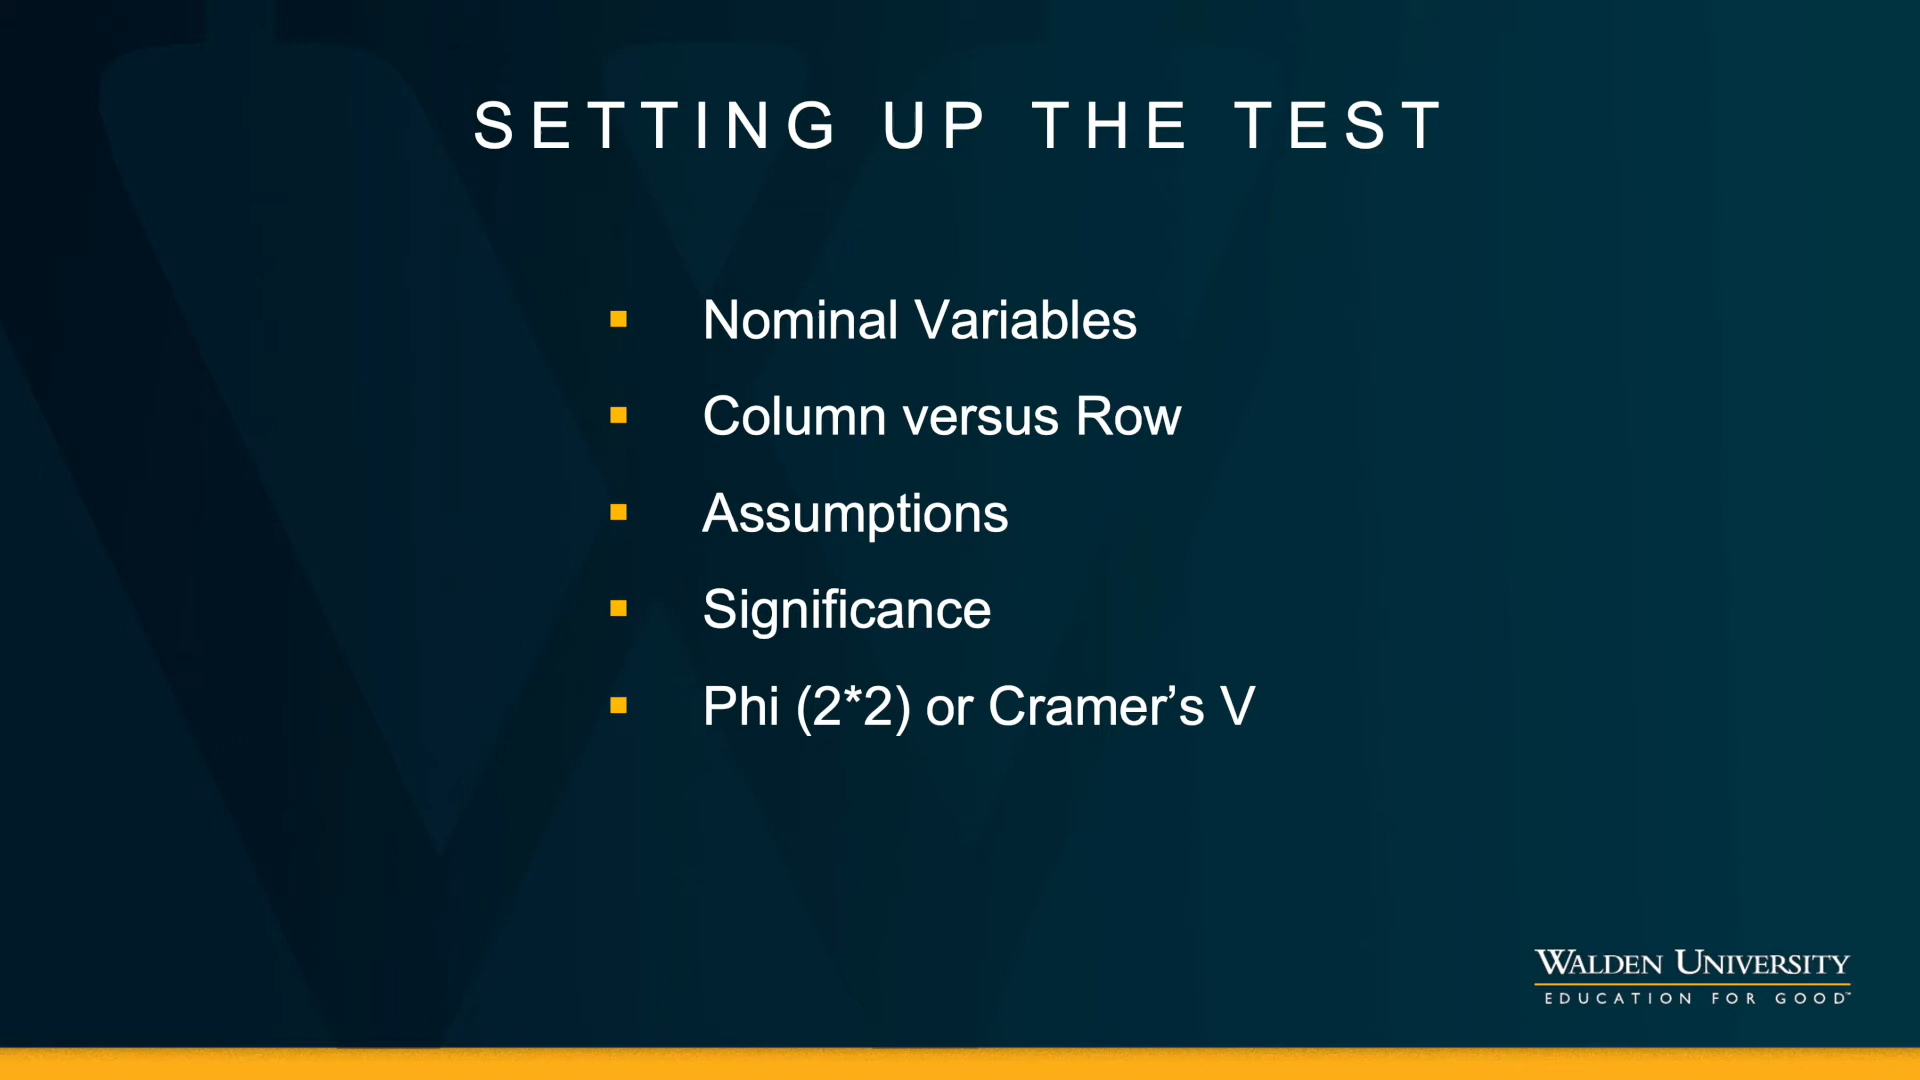 SETTING UP THE TEST
Nominal Variables
Column versus Row
Assumptions
Significance
Phi (2*2) or Cramer’s V
WALDEN UNIVERSITY
EDUCATION FOR GOOD™